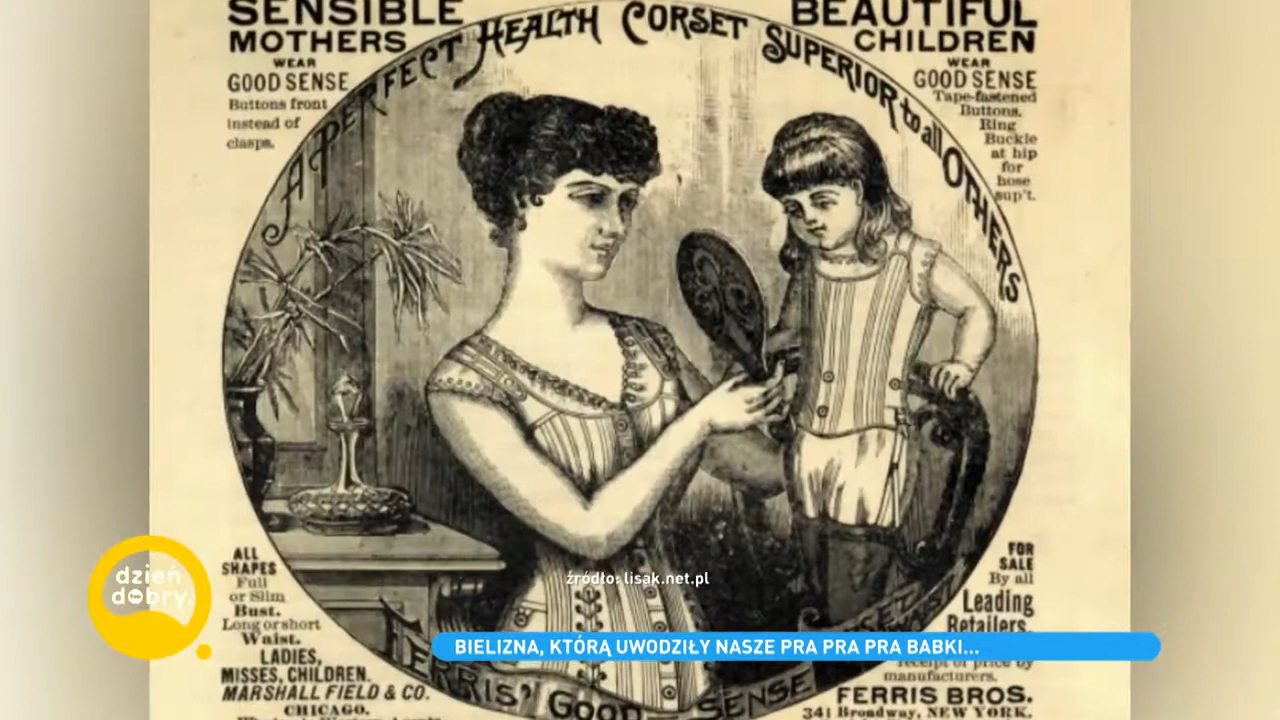 SENSIBLE
MOTHERS
WEAR
GOOD SENSE
Buttons front
instead of
clasps.
A PERFECT HEALTH CORSET SUPERIOR to all OTHERS
BEAUTIFUL
CHILDREN
WEAR
GOOD SENSE
Tape-fastened
Buttons.
Ring
Buckle
at hip
for
hose
sup't.
ALL
SHAPES
Full
or Slim
Bust.
Long or short
Waist.
LADIES,
MISSES, CHILDREN.
MARSHALL FIELD & CO.
CHICAGO,
FOR
SALE
By all
Leading
Retailers.
receipt of price by
manufacturers.
FERRIS BROS.
341 Broadway, NEW YORK.
FERRIS' GOOD SENSE
źródło: lisak.net.pl
dzień
dobry
BIELIZNA, KTÓRĄ UWODZIŁY NASZE PRA PRA PRA BABKI...